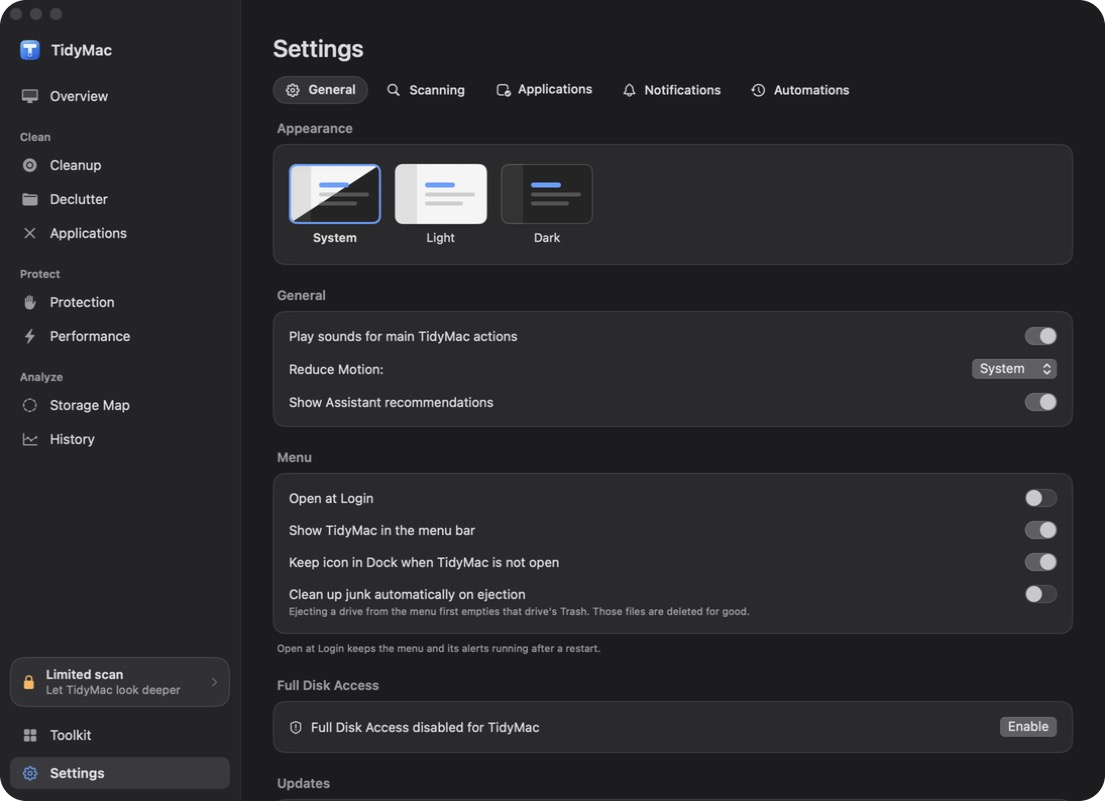 TidyMac
Overview
Clean
Cleanup
Declutter
Applications
Protect
Protection
Performance
Analyze
Storage Map
History
Limited scan
Let TidyMac look deeper
Toolkit
Settings
Settings
General
Scanning
Applications
Notifications
Automations
Appearance
System
Light
Dark
General
Play sounds for main TidyMac actions
Reduce Motion:
System
Show Assistant recommendations
Menu
Open at Login
Show TidyMac in the menu bar
Keep icon in Dock when TidyMac is not open
Clean up junk automatically on ejection
Ejecting a drive from the menu first empties that drive's Trash. Those files are deleted for good.
Open at Login keeps the menu and its alerts running after a restart.
Full Disk Access
Full Disk Access disabled for TidyMac
Enable
Updates